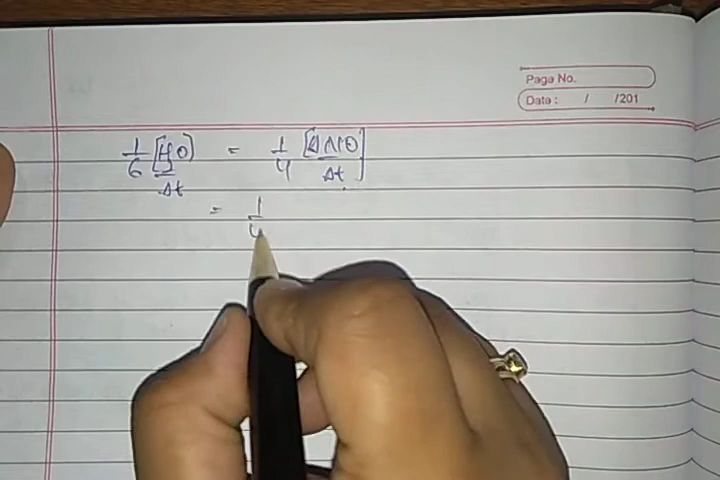 Page No.
Date : / /201
1/6 [H2O]/Δt = 1/4 [ΔNO]/Δt
= 1/4